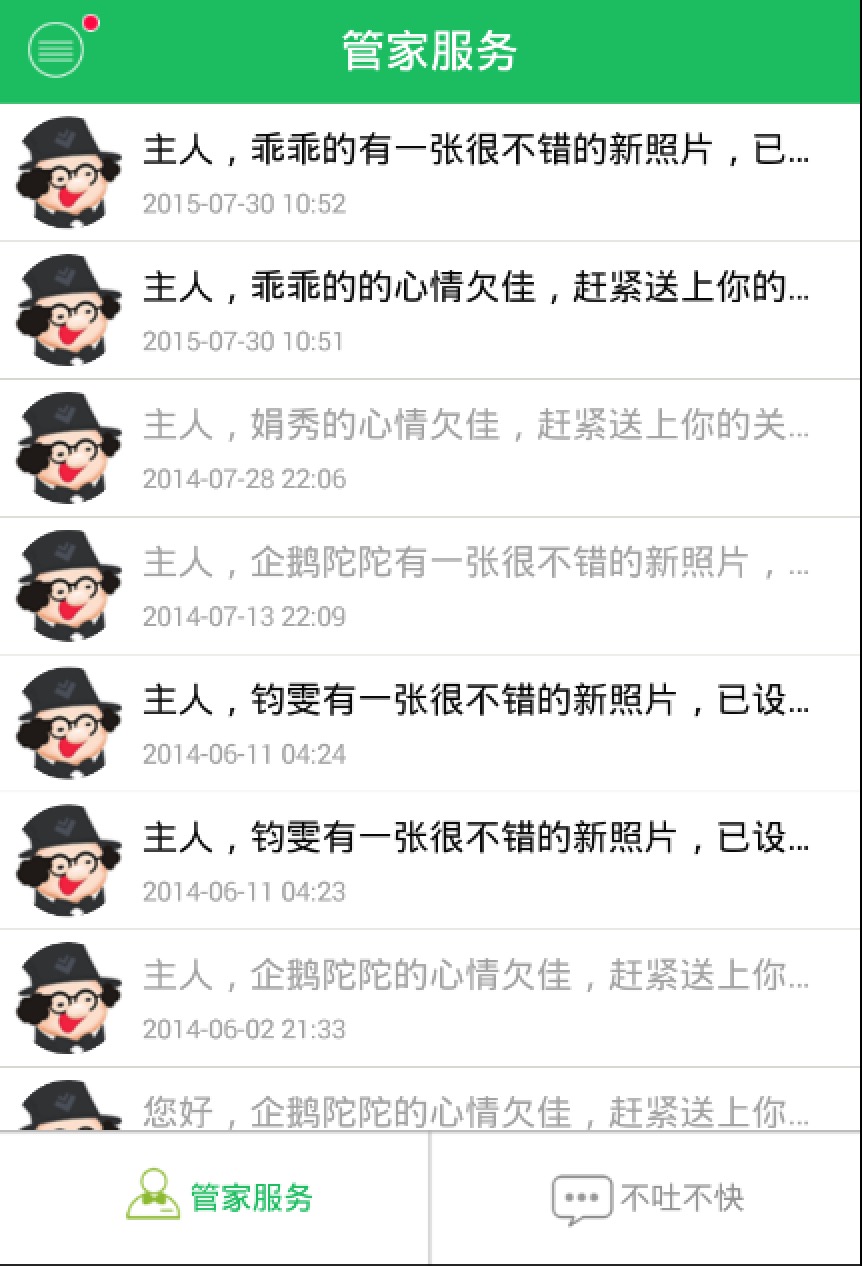 管家服务
主人，乖乖的有一张很不错的新照片，已...
2015-07-30 10:52
主人，乖乖的的心情欠佳，赶紧送上你的...
2015-07-30 10:51
主人，娟秀的心情欠佳，赶紧送上你的关...
2014-07-28 22:06
主人，企鹅陀陀有一张很不错的新照片，...
2014-07-13 22:09
主人，钧雯有一张很不错的新照片，已设...
2014-06-11 04:24
主人，钧雯有一张很不错的新照片，已设...
2014-06-11 04:23
主人，企鹅陀陀的心情欠佳，赶紧送上你...
2014-06-02 21:33
您好，企鹅陀陀的心情欠佳，赶紧送上你...
管家服务
不吐不快